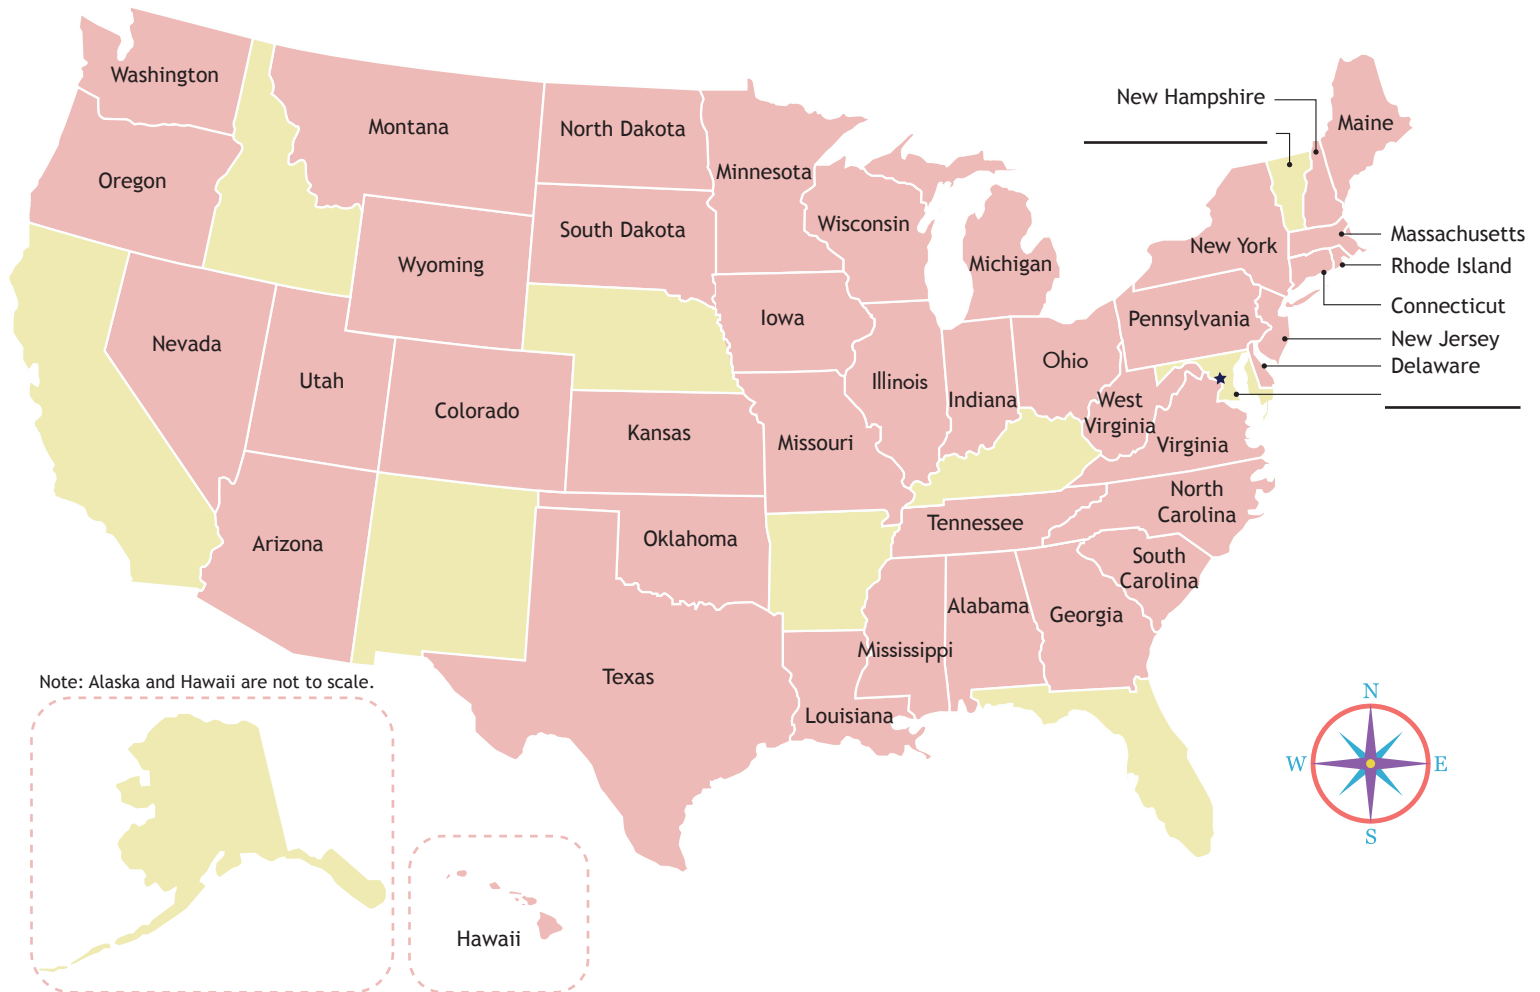 Washington
Montana
North Dakota
Minnesota
New Hampshire
Maine
Oregon
South Dakota
Wisconsin
Wyoming
Michigan
New York
Massachusetts
Rhode Island
Connecticut
Nevada
Iowa
Pennsylvania
New Jersey
Delaware
Utah
Colorado
Illinois
Indiana
Ohio
West
Virginia
Kansas
Missouri
Virginia
North
Carolina
Arizona
Oklahoma
Tennessee
South
Carolina
Alabama
Georgia
Mississippi
Texas
Louisiana
Note: Alaska and Hawaii are not to scale.
Hawaii
N
W
E
S